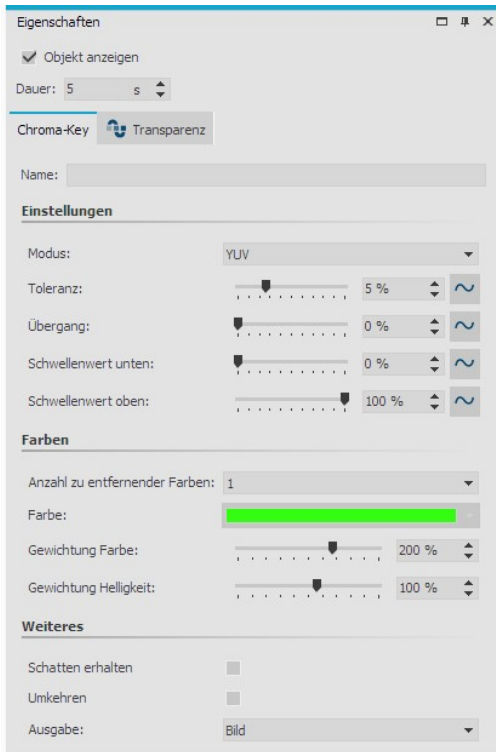 Eigenschaften
Objekt anzeigen
Dauer: 5 s
Chroma-Key Transparenz
Name:
Einstellungen
Modus: YUV
Toleranz: 5 %
Übergang: 0 %
Schwellenwert unten: 0 %
Schwellenwert oben: 100 %
Farben
Anzahl zu entfernender Farben: 1
Farbe:
Gewichtung Farbe: 200 %
Gewichtung Helligkeit: 100 %
Weiteres
Schatten erhalten
Umkehren
Ausgabe: Bild